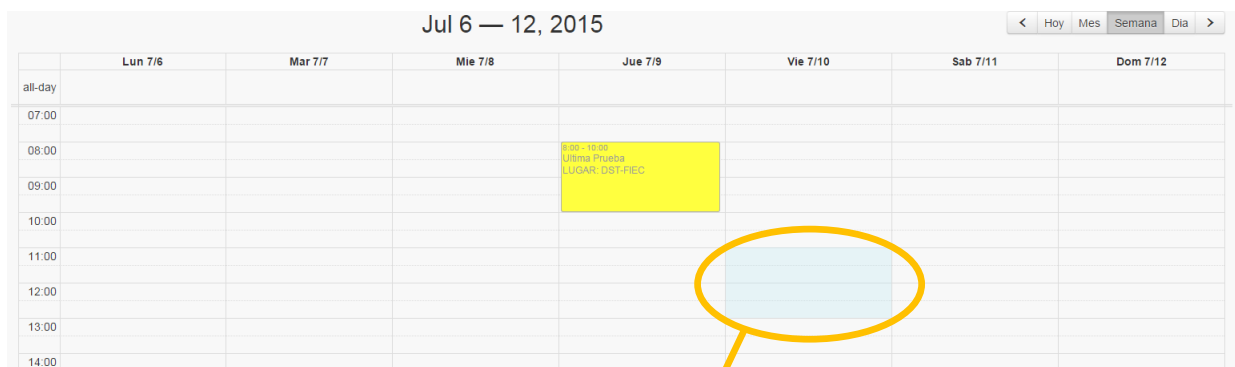 Jul 6 — 12, 2015
< Hoy Mes Semana Dia >
Lun 7/6 Mar 7/7 Mie 7/8 Jue 7/9 Vie 7/10 Sab 7/11 Dom 7/12
all-day
07:00
08:00
8:00 - 10:00
Ultima Prueba
LUGAR: DST-FIEC
09:00
10:00
11:00
12:00
13:00
14:00